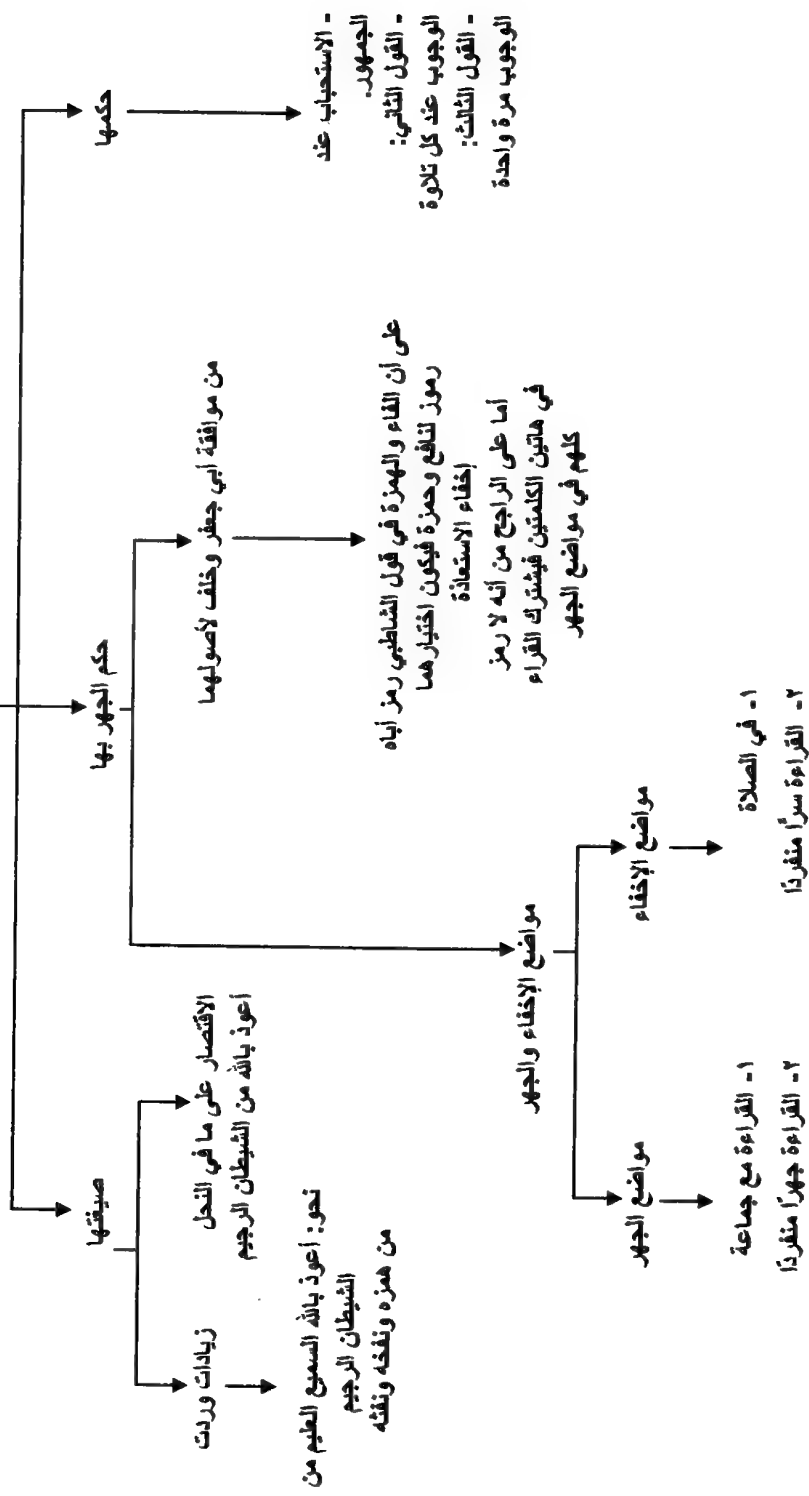 حكمها
- الاستحباب عند
الجمهور.
- القول الثاني:
الوجوب عند كل تلاوة
- القول الثالث:
الوجوب مرة واحدة
حكم الجهر بها
من موافقة أبي جعفر وخلف لأصولهما
على أن الفاء والهمزة في قول الشاطبي رمز أباه
رموز لنافع وحمزة فيكون اختيارهما
إخفاء الاستعاذة
أما على الراجح من أنه لا رمز
في هاتين الكلمتين فيشترك القراء
كلهم في مواضع الجهر
مواضع الإخفاء والجهر
مواضع الإخفاء
١- في الصلاة
٢- القراءة سرًا منفردًا
مواضع الجهر
١- القراءة مع جماعة
٢- القراءة جهرًا منفردًا
صيغتها
الاقتصار على ما في النحل
أعوذ بالله من الشيطان الرجيم
زيادات وردت
نحو: أعوذ بالله السميع العليم من
الشيطان الرجيم
من همزه ونفخه ونفثه